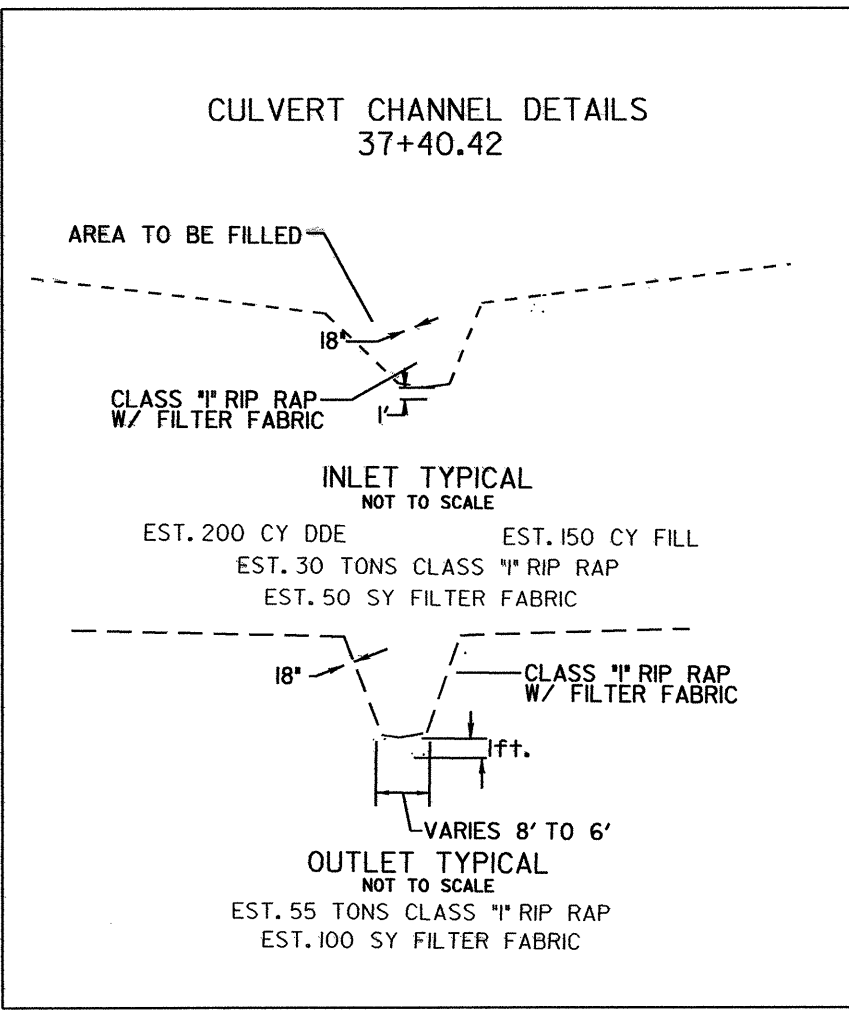 CULVERT CHANNEL DETAILS
37+40.42
AREA TO BE FILLED
18"
CLASS "I" RIP RAP
W/ FILTER FABRIC
1'
INLET TYPICAL
NOT TO SCALE
EST. 200 CY DDE
EST. 150 CY FILL
EST. 30 TONS CLASS "I" RIP RAP
EST. 50 SY FILTER FABRIC
18"
CLASS "I" RIP RAP
W/ FILTER FABRIC
1ft.
VARIES 8' TO 6'
OUTLET TYPICAL
NOT TO SCALE
EST. 55 TONS CLASS "I" RIP RAP
EST. 100 SY FILTER FABRIC